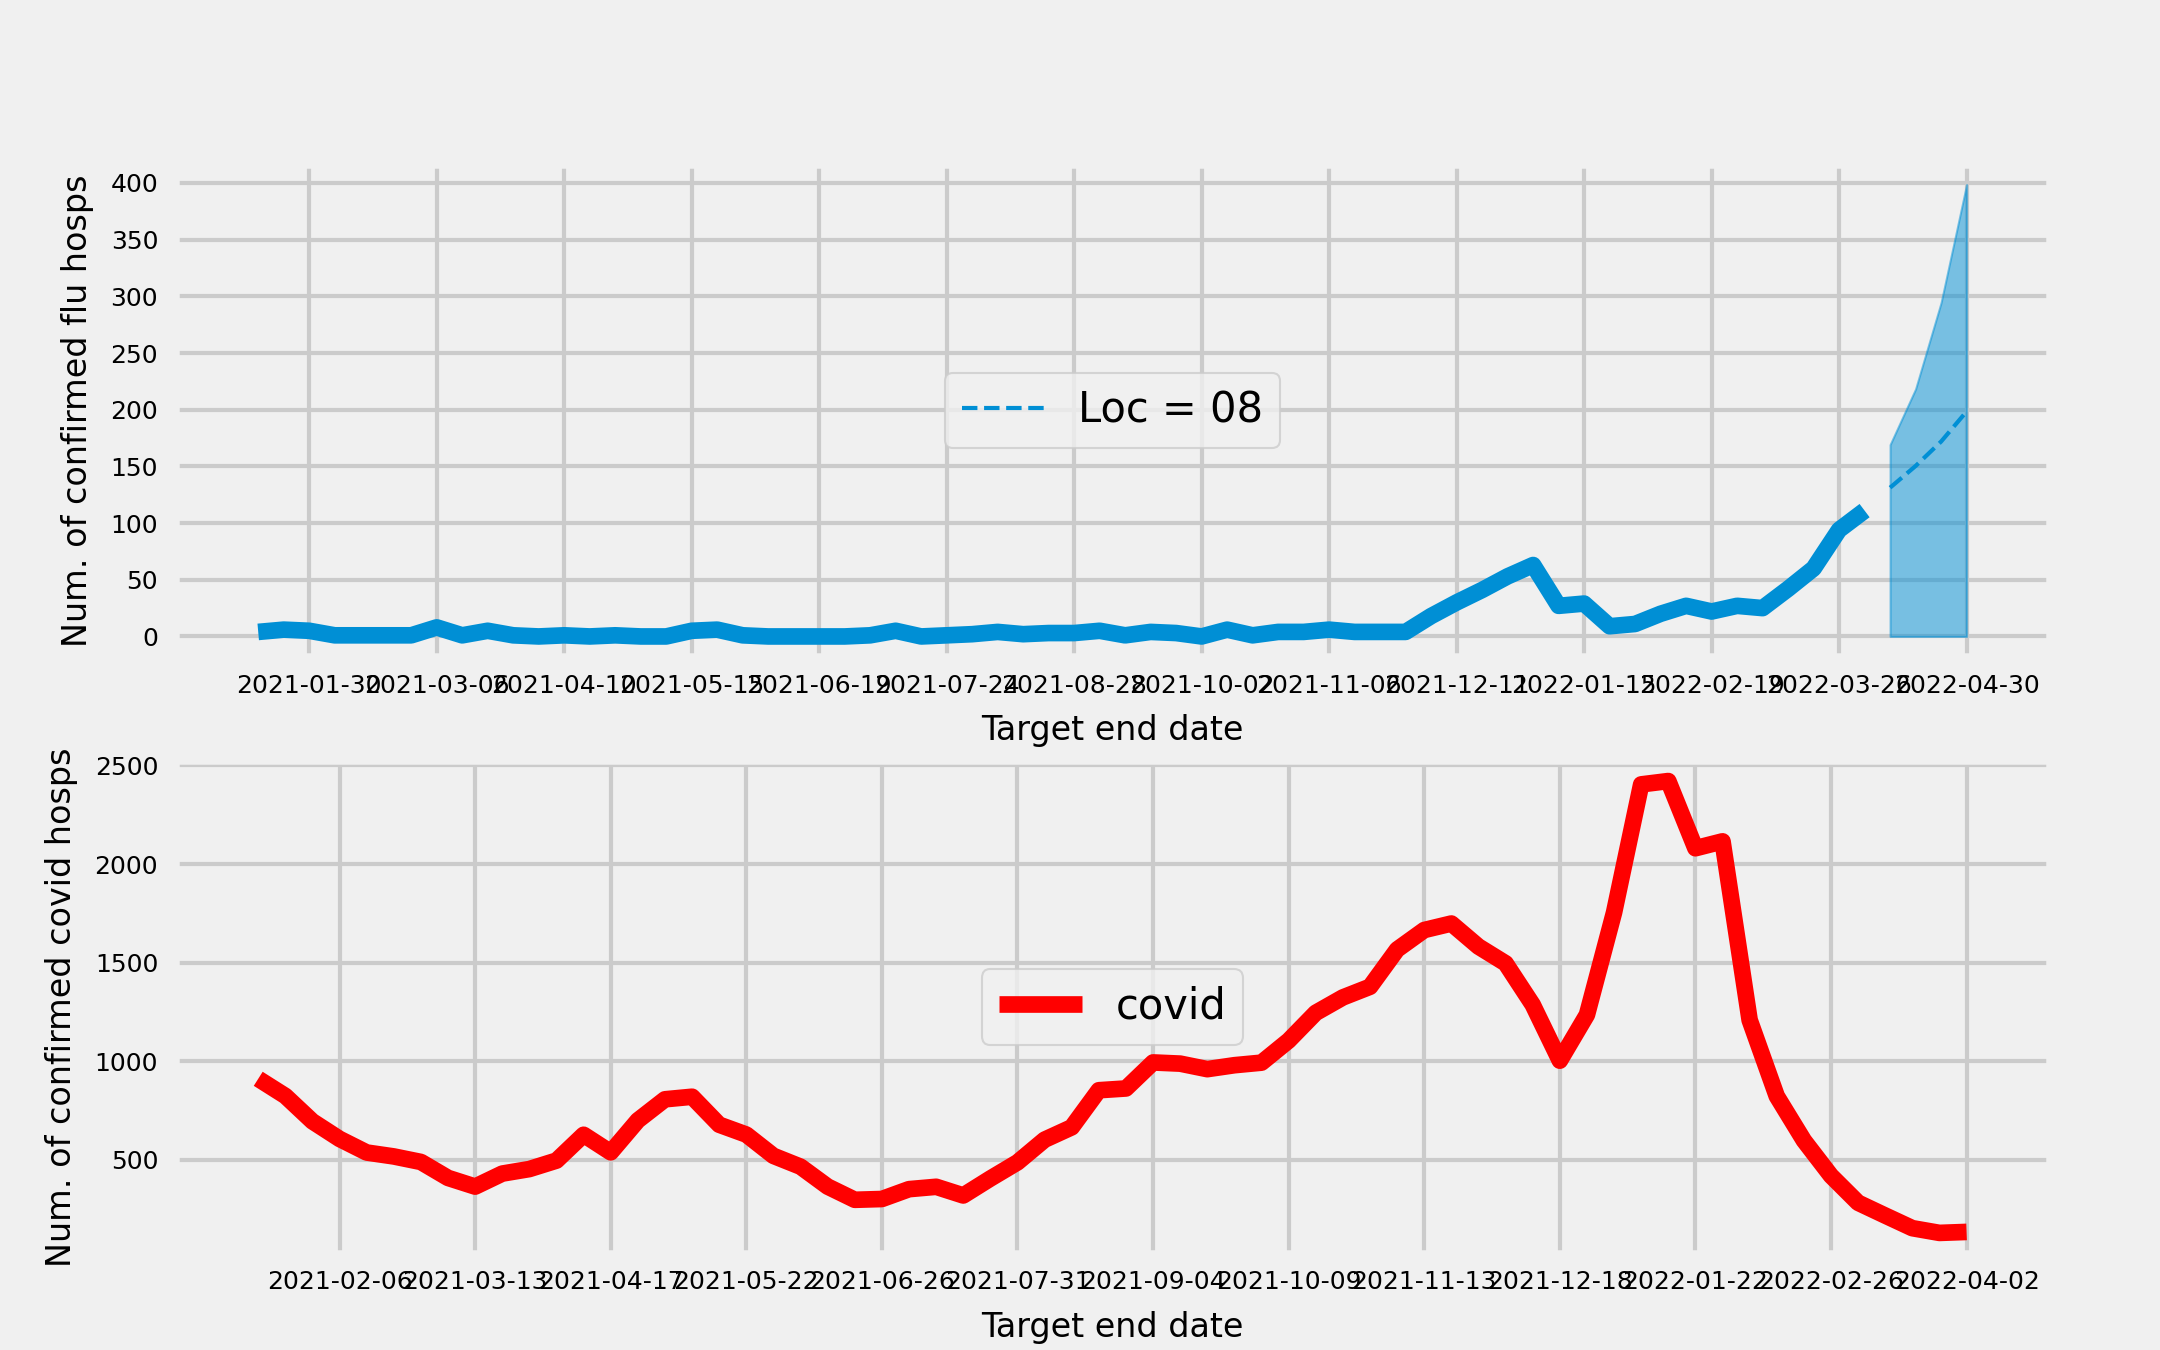 Num. of confirmed flu hosps
400
350
300
250
200
150
100
50
0
Loc = 08
2021-01-30 2021-03-06 2021-04-10 2021-05-15 2021-06-19 2021-07-24 2021-08-28 2021-10-02 2021-11-06 2021-12-11 2022-01-15 2022-02-19 2022-03-26 2022-04-30
Target end date
Num. of confirmed covid hosps
2500
2000
1500
1000
500
covid
2021-02-06 2021-03-13 2021-04-17 2021-05-22 2021-06-26 2021-07-31 2021-09-04 2021-10-09 2021-11-13 2021-12-18 2022-01-22 2022-02-26 2022-04-02
Target end date